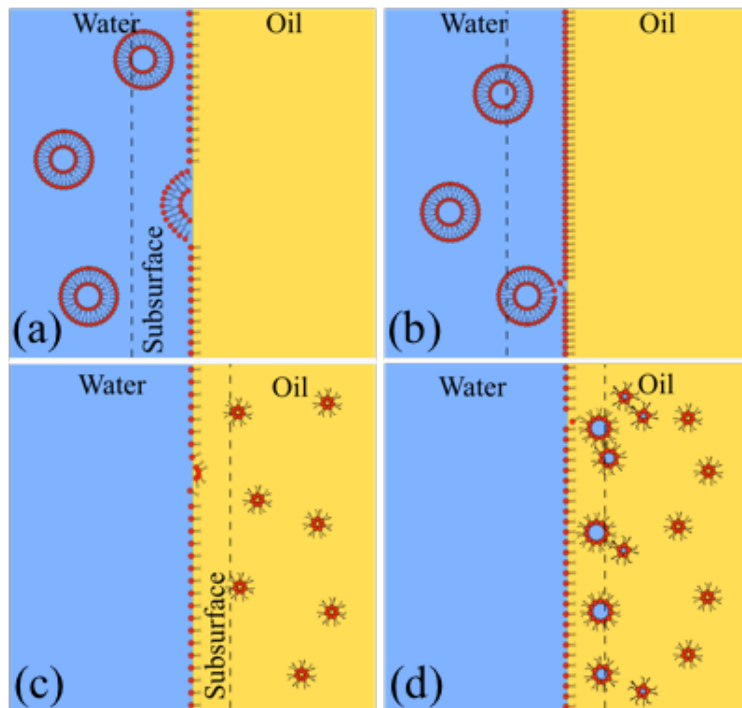 Water Oil
Subsurface
(a)
Water Oil
(b)
Water Oil
Subsurface
(c)
Water Oil
(d)